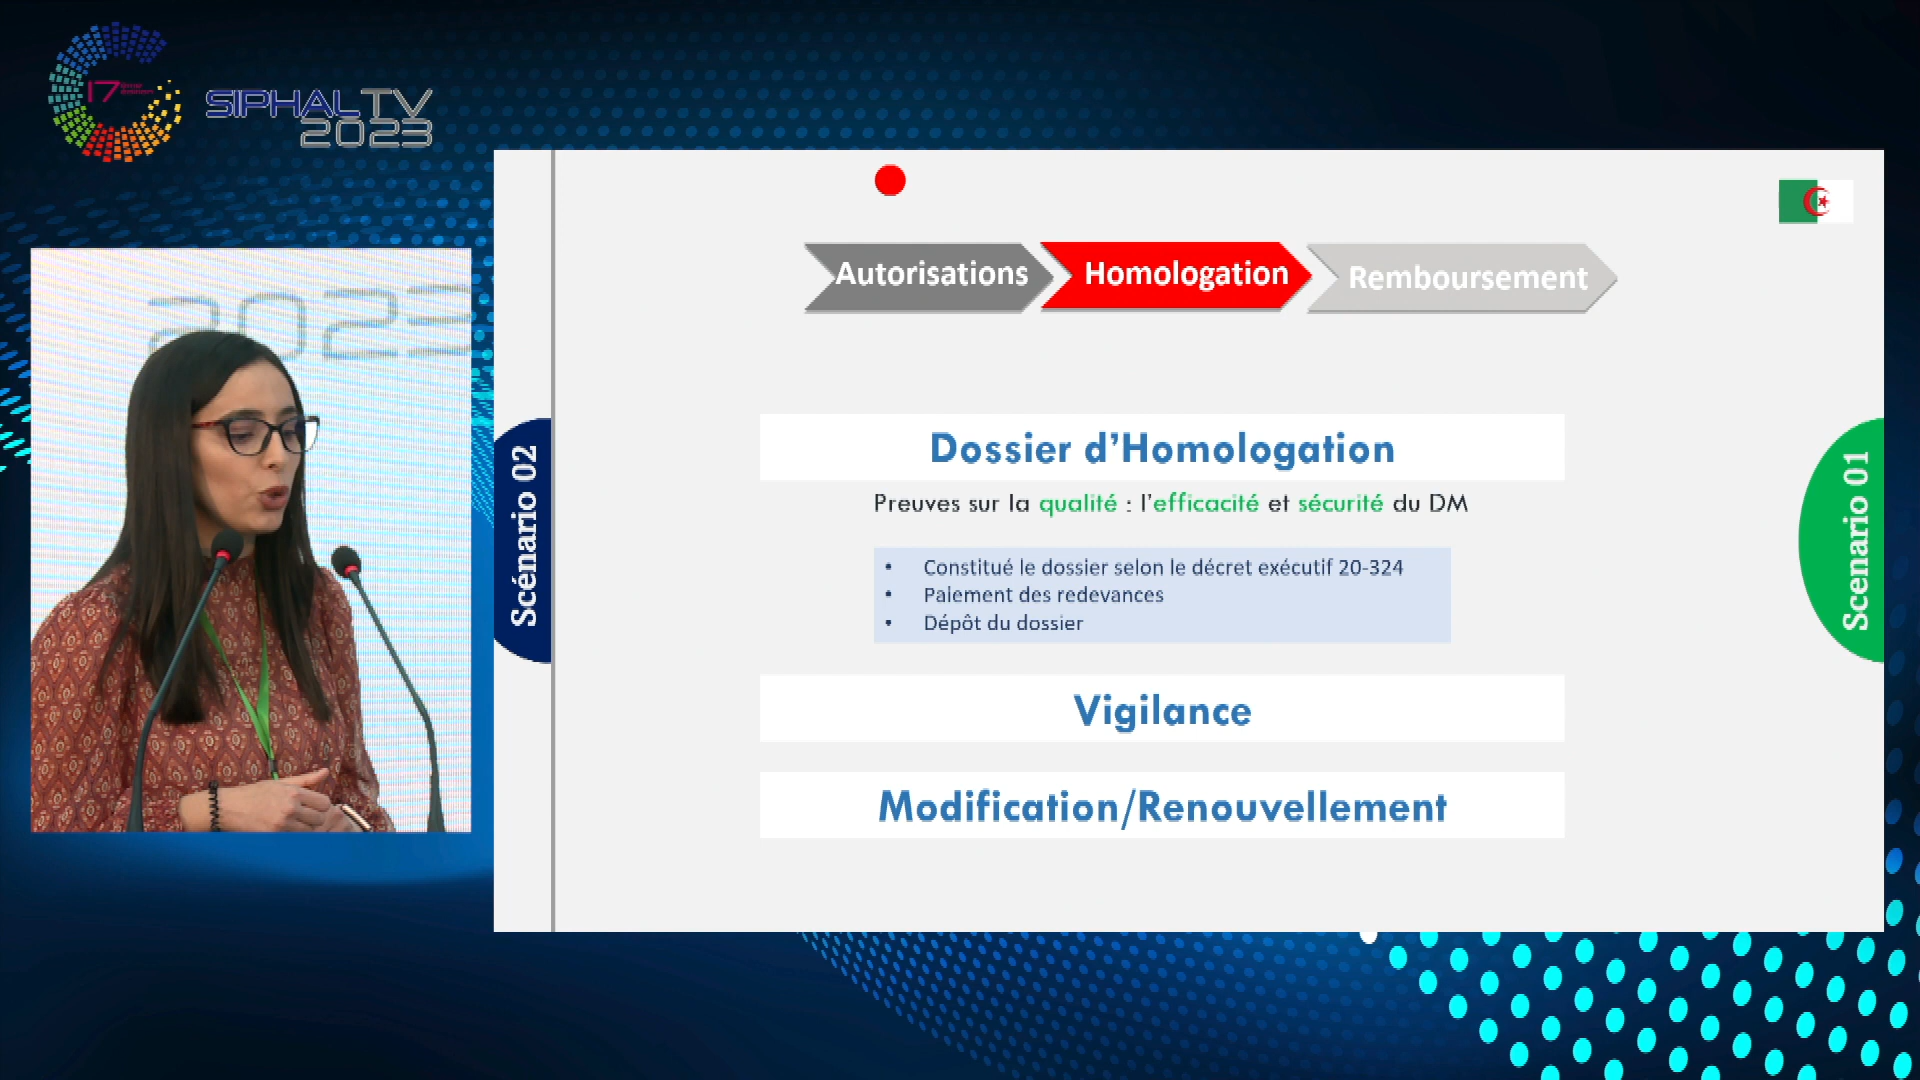 17ème
SIPHAL TV
2023
2023
Autorisations
Homologation
Remboursement
Dossier d’Homologation
Preuves sur la qualité : l’efficacité et sécurité du DM
• Constitué le dossier selon le décret exécutif 20-324
• Paiement des redevances
• Dépôt du dossier
Vigilance
Modification/Renouvellement
Scénario 02
Scenario 01